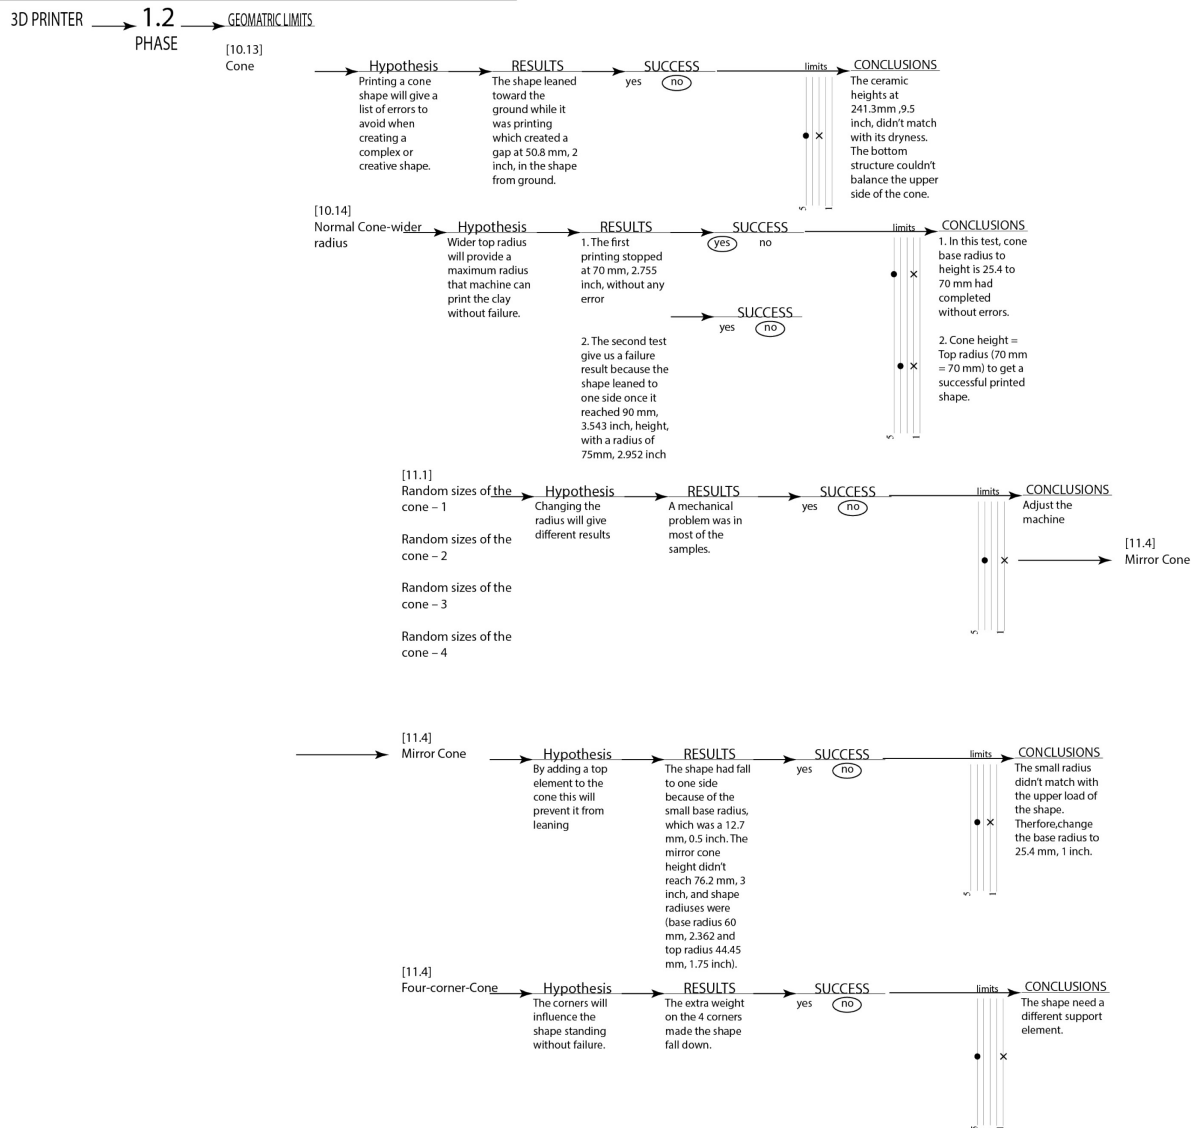 3D PRINTER
1.2
PHASE
GEOMATRIC LIMITS
[10.13]
Cone
Hypothesis
Printing a cone
shape will give a
list of errors to
avoid when
creating a
complex or
creative shape.
RESULTS
The shape leaned
toward the
ground while it
was printing
which created a
gap at 50.8 mm, 2
inch, in the shape
from ground.
SUCCESS
yes no
limits
5 1
CONCLUSIONS
The ceramic
heights at
241.3mm ,9.5
inch, didn't match
with its dryness.
The bottom
structure couldn't
balance the upper
side of the cone.
[10.14]
Normal Cone-wider
radius
Hypothesis
Wider top radius
will provide a
maximum radius
that machine can
print the clay
without failure.
RESULTS
1. The first
printing stopped
at 70 mm, 2.755
inch, without any
error
SUCCESS
yes no
SUCCESS
yes no
2. The second test
give us a failure
result because the
shape leaned to
one side once it
reached 90 mm,
3.543 inch, height,
with a radius of
75mm, 2.952 inch
limits
5 1
CONCLUSIONS
1. In this test, cone
base radius to
height is 25.4 to
70 mm had
completed
without errors.
2. Cone height =
Top radius (70 mm
= 70 mm) to get a
successful printed
shape.
[11.1]
Random sizes of the
cone – 1
Random sizes of the
cone – 2
Random sizes of the
cone – 3
Random sizes of the
cone – 4
Hypothesis
Changing the
radius will give
different results
RESULTS
A mechanical
problem was in
most of the
samples.
SUCCESS
yes no
limits
5 1
CONCLUSIONS
Adjust the
machine
[11.4]
Mirror Cone
[11.4]
Mirror Cone
Hypothesis
By adding a top
element to the
cone this will
prevent it from
leaning
RESULTS
The shape had fall
to one side
because of the
small base radius,
which was a 12.7
mm, 0.5 inch. The
mirror cone
height didn't
reach 76.2 mm, 3
inch, and shape
radiuses were
(base radius 60
mm, 2.362 and
top radius 44.45
mm, 1.75 inch).
SUCCESS
yes no
limits
5 1
CONCLUSIONS
The small radius
didn't match with
the upper load of
the shape.
Therfore,change
the base radius to
25.4 mm, 1 inch.
[11.4]
Four-corner-Cone
Hypothesis
The corners will
influence the
shape standing
without failure.
RESULTS
The extra weight
on the 4 corners
made the shape
fall down.
SUCCESS
yes no
limits
5 1
CONCLUSIONS
The shape need a
different support
element.